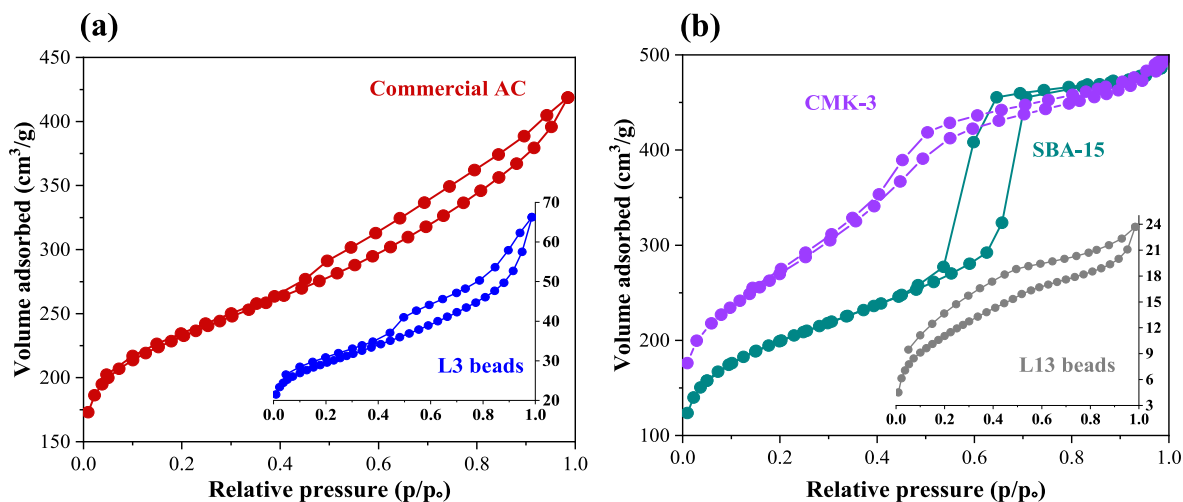 (a)
450
400
350
300
250
200
150
Volume adsorbed (cm³/g)
Commercial AC
70
60
50
40
30
20
L3 beads
0.0 0.2 0.4 0.6 0.8 1.0
0.0 0.2 0.4 0.6 0.8 1.0
Relative pressure (p/pₒ)
(b)
500
400
300
200
100
Volume adsorbed (cm³/g)
CMK-3
SBA-15
24
21
18
15
12
9
6
3
L13 beads
0.0 0.2 0.4 0.6 0.8 1.0
0.0 0.2 0.4 0.6 0.8 1.0
Relative pressure (p/pₒ)